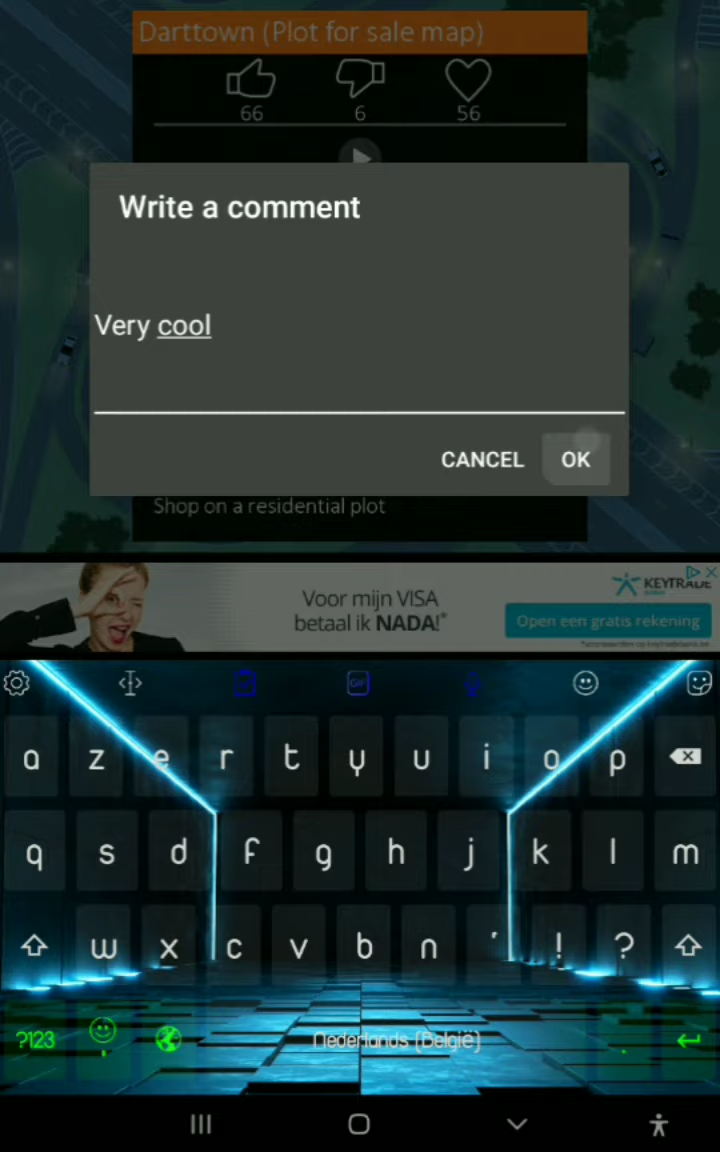 Darttown (Plot for sale map)
66 6 56
Write a comment
Very cool
CANCEL OK
Shop on a residential plot
Voor mijn VISA
betaal ik NADA!*
KEYTRADE
Open een gratis rekening
GIF
a z e r t y u i o p
q s d f g h j k l m
w x c v b n ' ! ?
?123 , Nederlands (België) .